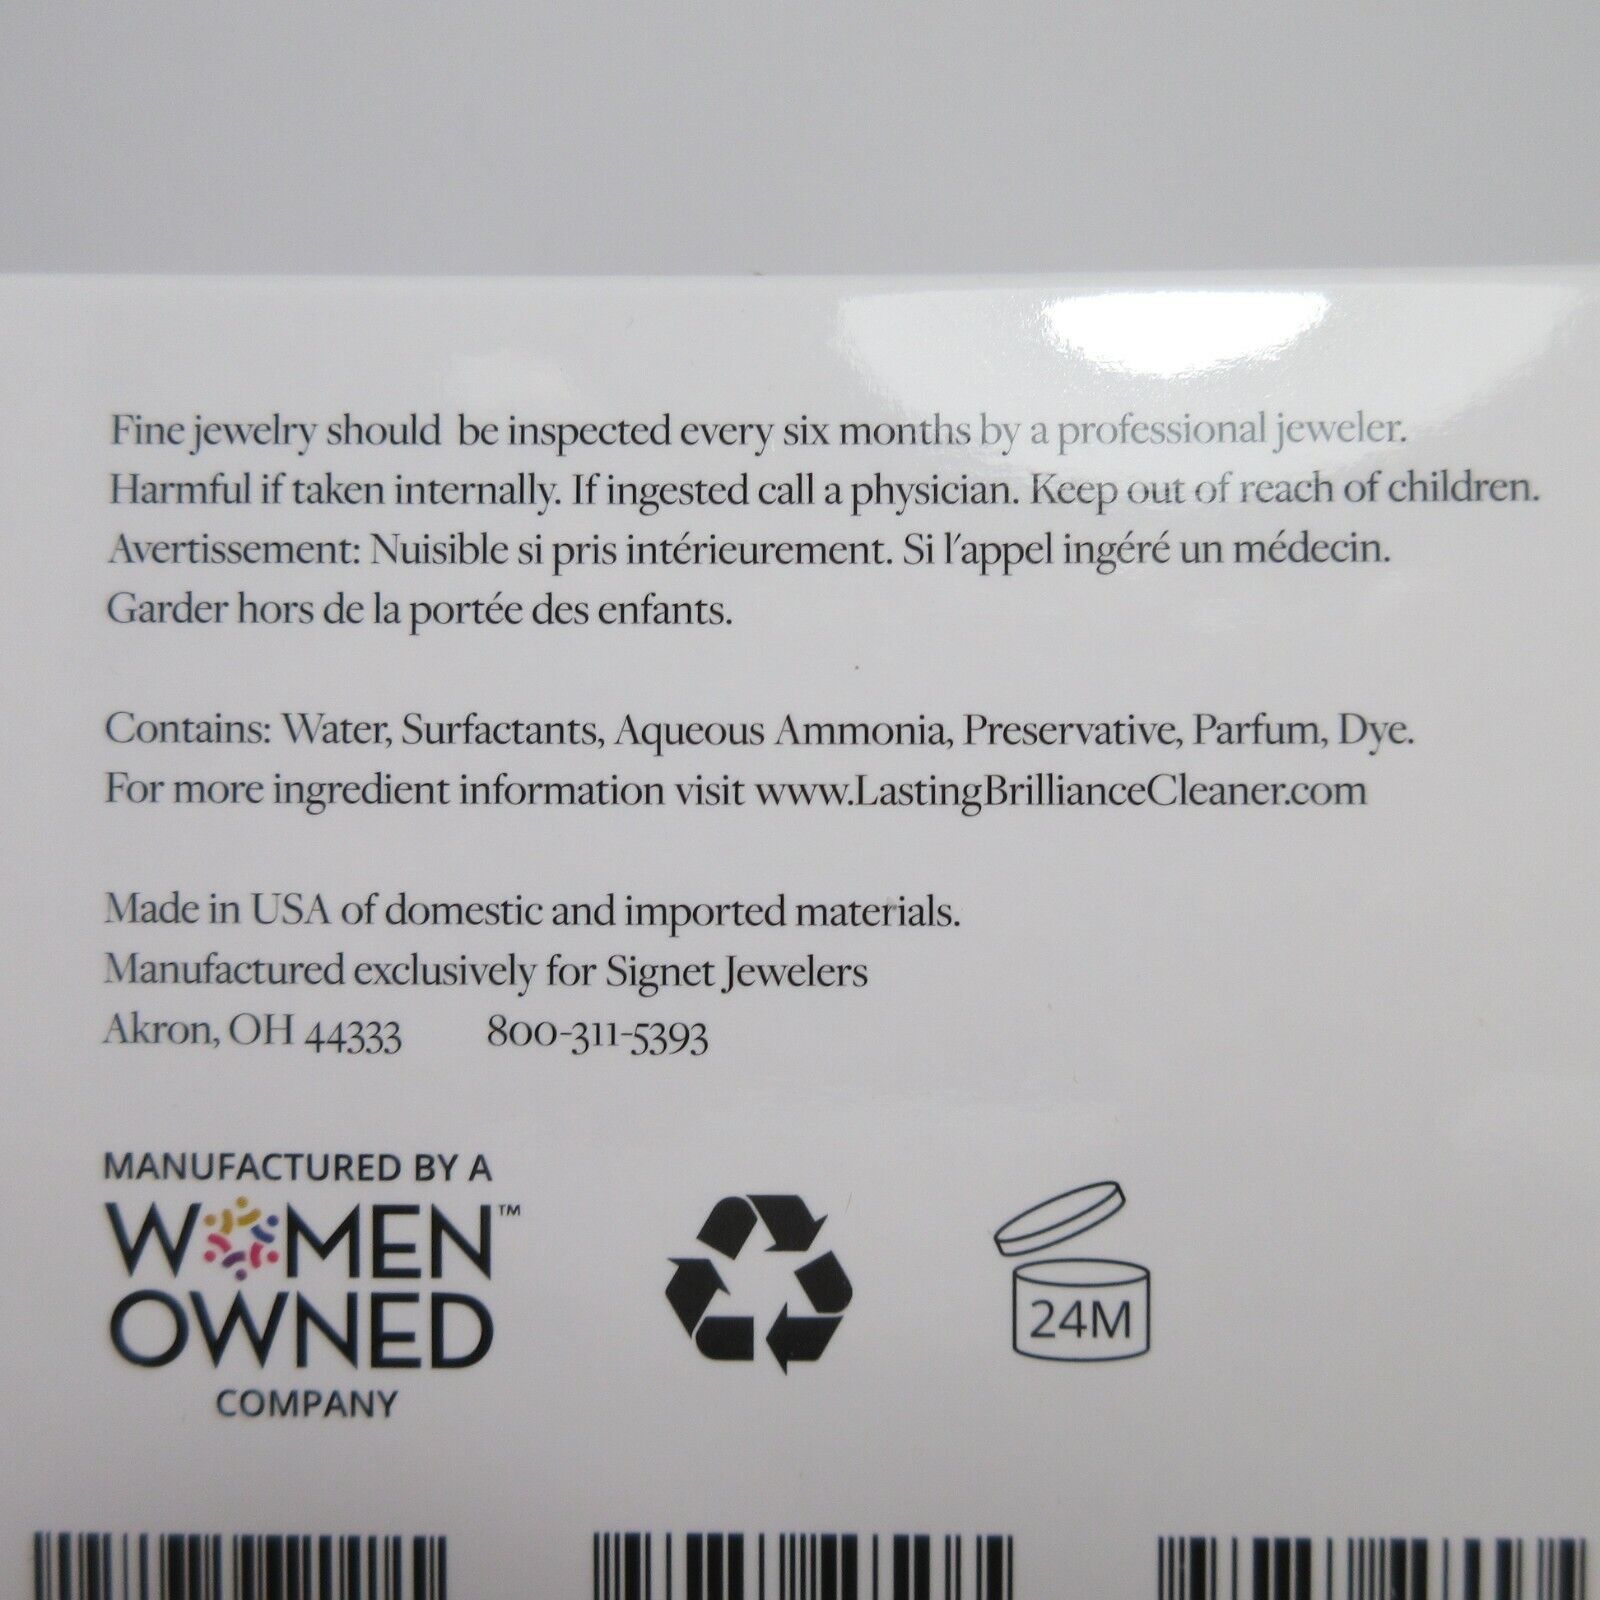 Fine jewelry should be inspected every six months by a professional jeweler.
Harmful if taken internally. If ingested call a physician. Keep out of reach of children.
Avertissement: Nuisible si pris intérieurement. Si l'appel ingéré un médecin.
Garder hors de la portée des enfants.
Contains: Water, Surfactants, Aqueous Ammonia, Preservative, Parfum, Dye.
For more ingredient information visit www.LastingBrillianceCleaner.com
Made in USA of domestic and imported materials.
Manufactured exclusively for Signet Jewelers
Akron, OH 44333 800-311-5393
MANUFACTURED BY A
WOMEN™
OWNED
COMPANY
24M